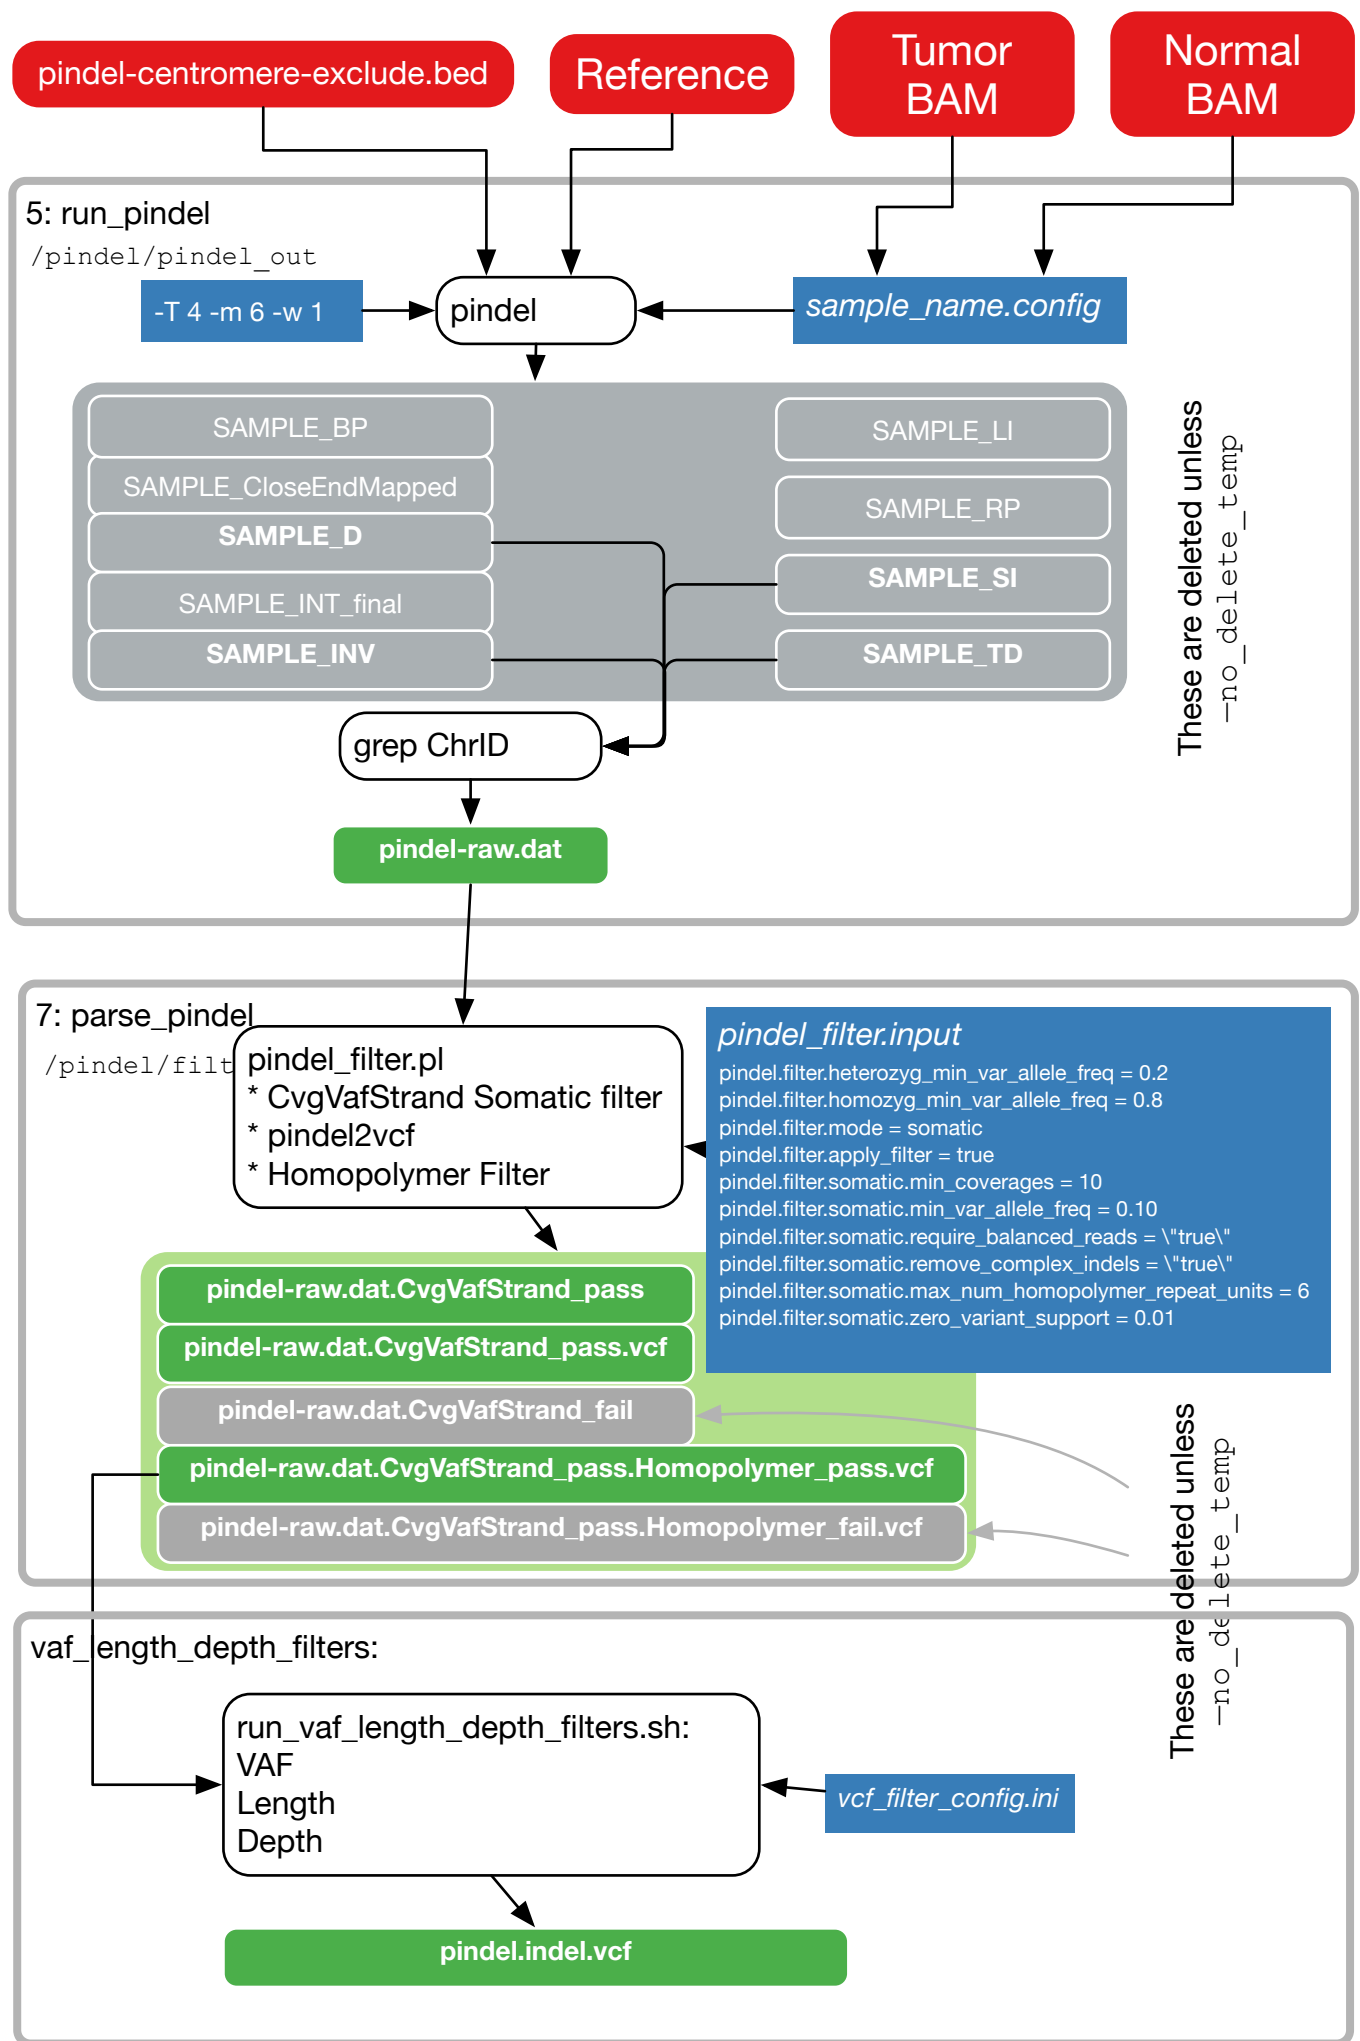 pindel-centromere-exclude.bed
Reference
Tumor
BAM
Normal
BAM
5: run_pindel
/pindel/pindel_out
-T 4 -m 6 -w 1
pindel
sample_name.config
SAMPLE_BP
SAMPLE_CloseEndMapped
SAMPLE_D
SAMPLE_INT_final
SAMPLE_INV
SAMPLE_LI
SAMPLE_RP
SAMPLE_SI
SAMPLE_TD
These are deleted unless
—no_delete_temp
grep ChrID
pindel-raw.dat
7: parse_pindel
/pindel/filt
pindel_filter.pl
* CvgVafStrand Somatic filter
* pindel2vcf
* Homopolymer Filter
pindel_filter.input
pindel.filter.heterozyg_min_var_allele_freq = 0.2
pindel.filter.homozyg_min_var_allele_freq = 0.8
pindel.filter.mode = somatic
pindel.filter.apply_filter = true
pindel.filter.somatic.min_coverages = 10
pindel.filter.somatic.min_var_allele_freq = 0.10
pindel.filter.somatic.require_balanced_reads = \"true\"
pindel.filter.somatic.remove_complex_indels = \"true\"
pindel.filter.somatic.max_num_homopolymer_repeat_units = 6
pindel.filter.somatic.zero_variant_support = 0.01
pindel-raw.dat.CvgVafStrand_pass
pindel-raw.dat.CvgVafStrand_pass.vcf
pindel-raw.dat.CvgVafStrand_fail
pindel-raw.dat.CvgVafStrand_pass.Homopolymer_pass.vcf
pindel-raw.dat.CvgVafStrand_pass.Homopolymer_fail.vcf
These are deleted unless
—no_delete_temp
vaf_length_depth_filters:
run_vaf_length_depth_filters.sh:
VAF
Length
Depth
vcf_filter_config.ini
pindel.indel.vcf